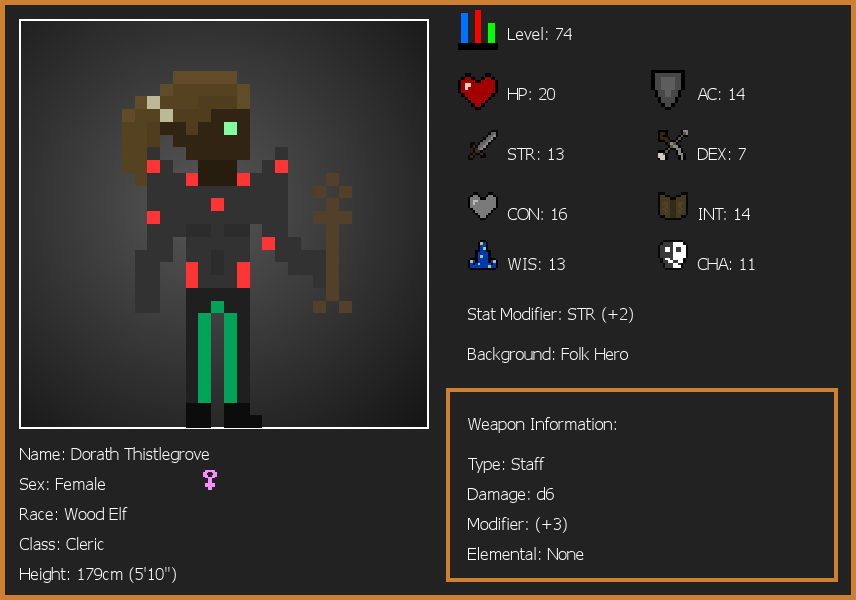 Level: 74
HP: 20
AC: 14
STR: 13
DEX: 7
CON: 16
INT: 14
WIS: 13
CHA: 11
Stat Modifier: STR (+2)
Background: Folk Hero
Weapon Information:
Type: Staff
Damage: d6
Modifier: (+3)
Elemental: None
Name: Dorath Thistlegrove
Sex: Female
Race: Wood Elf
Class: Cleric
Height: 179cm (5'10")